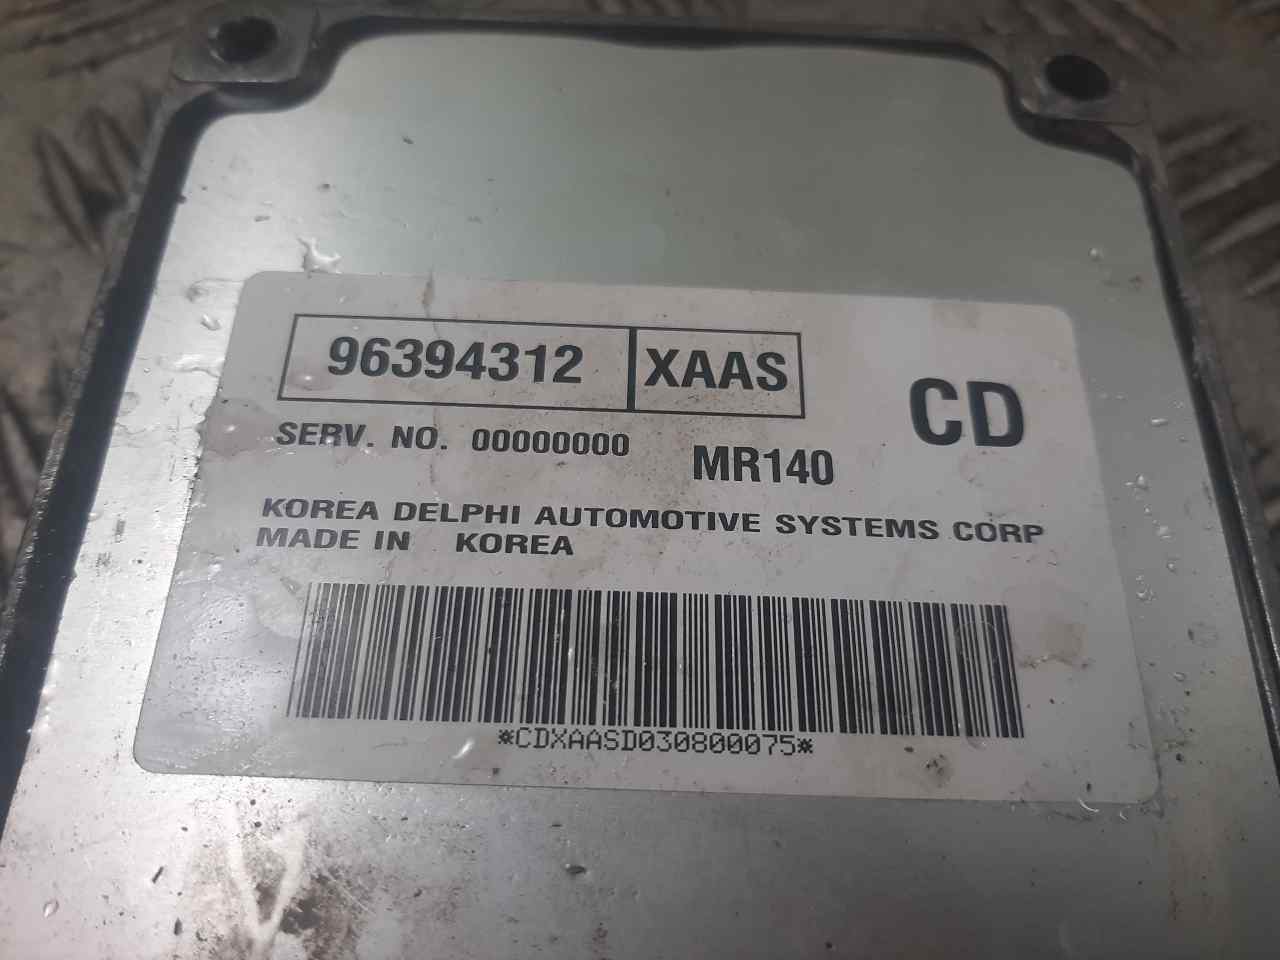 96394312 XAAS
CD
SERV. NO. 00000000 MR140
KOREA DELPHI AUTOMOTIVE SYSTEMS CORP
MADE IN KOREA
*CDXAASD030800075*